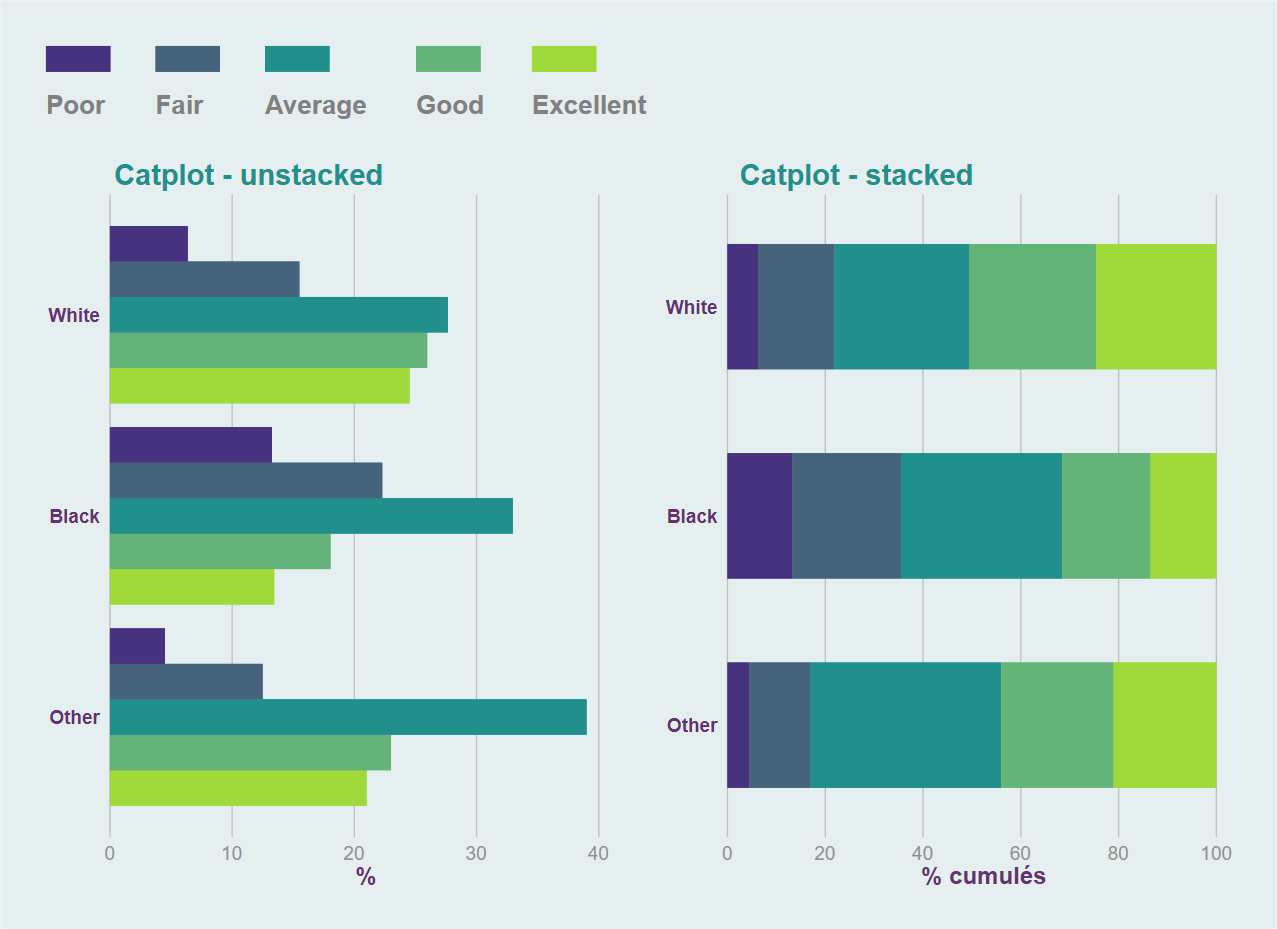 Poor Fair Average Good Excellent
Catplot - unstacked
White
Black
Other
0 10 20 30 40
%
Catplot - stacked
White
Black
Other
0 20 40 60 80 100
% cumulés